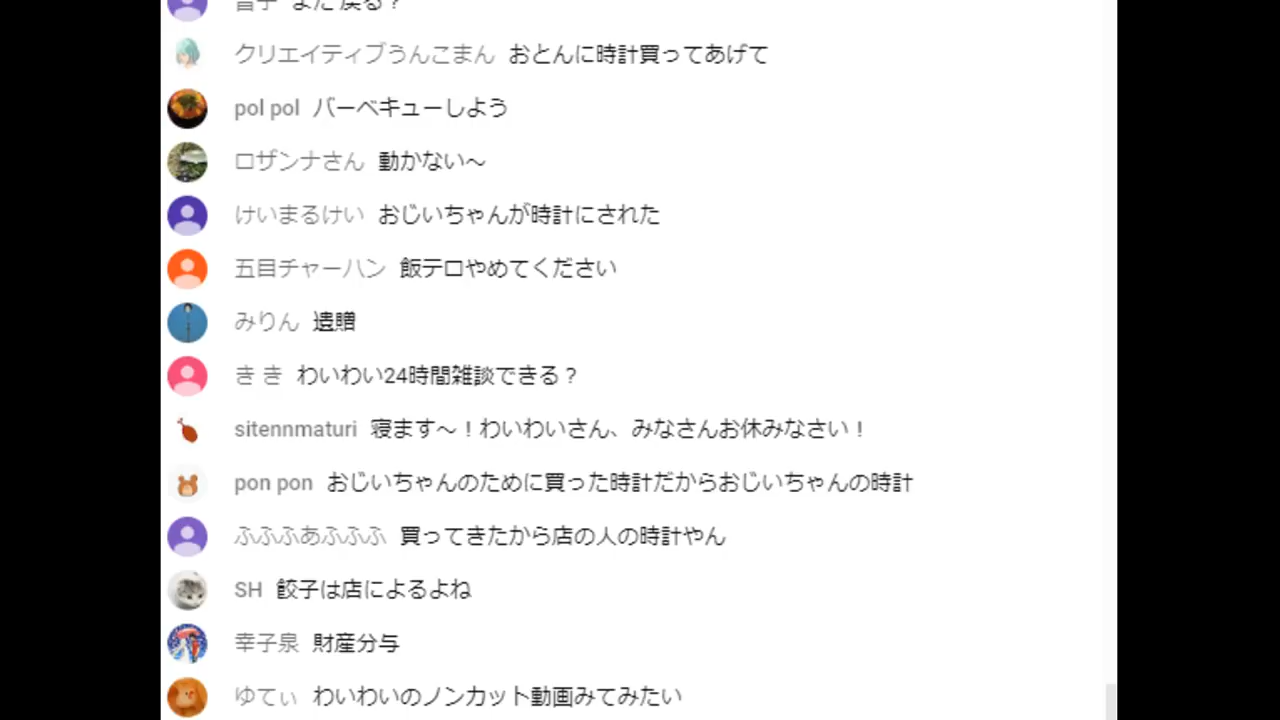 また戻る？
クリエイティブうんこまん おとんに時計買ってあげて
pol pol バーベキューしよう
ロザンナさん 動かない～
けいまるけい おじいちゃんが時計にされた
五目チャーハン 飯テロやめてください
みりん 遺贈
き き わいわい24時間雑談できる？
sitennmaturi 寝ます～！わいわいさん、みなさんお休みなさい！
pon pon おじいちゃんのために買った時計だからおじいちゃんの時計
ふふふあふふふ 買ってきたから店の人の時計やん
SH 餃子は店によるよね
幸子泉 財産分与
ゆてぃ わいわいのノンカット動画みてみたい